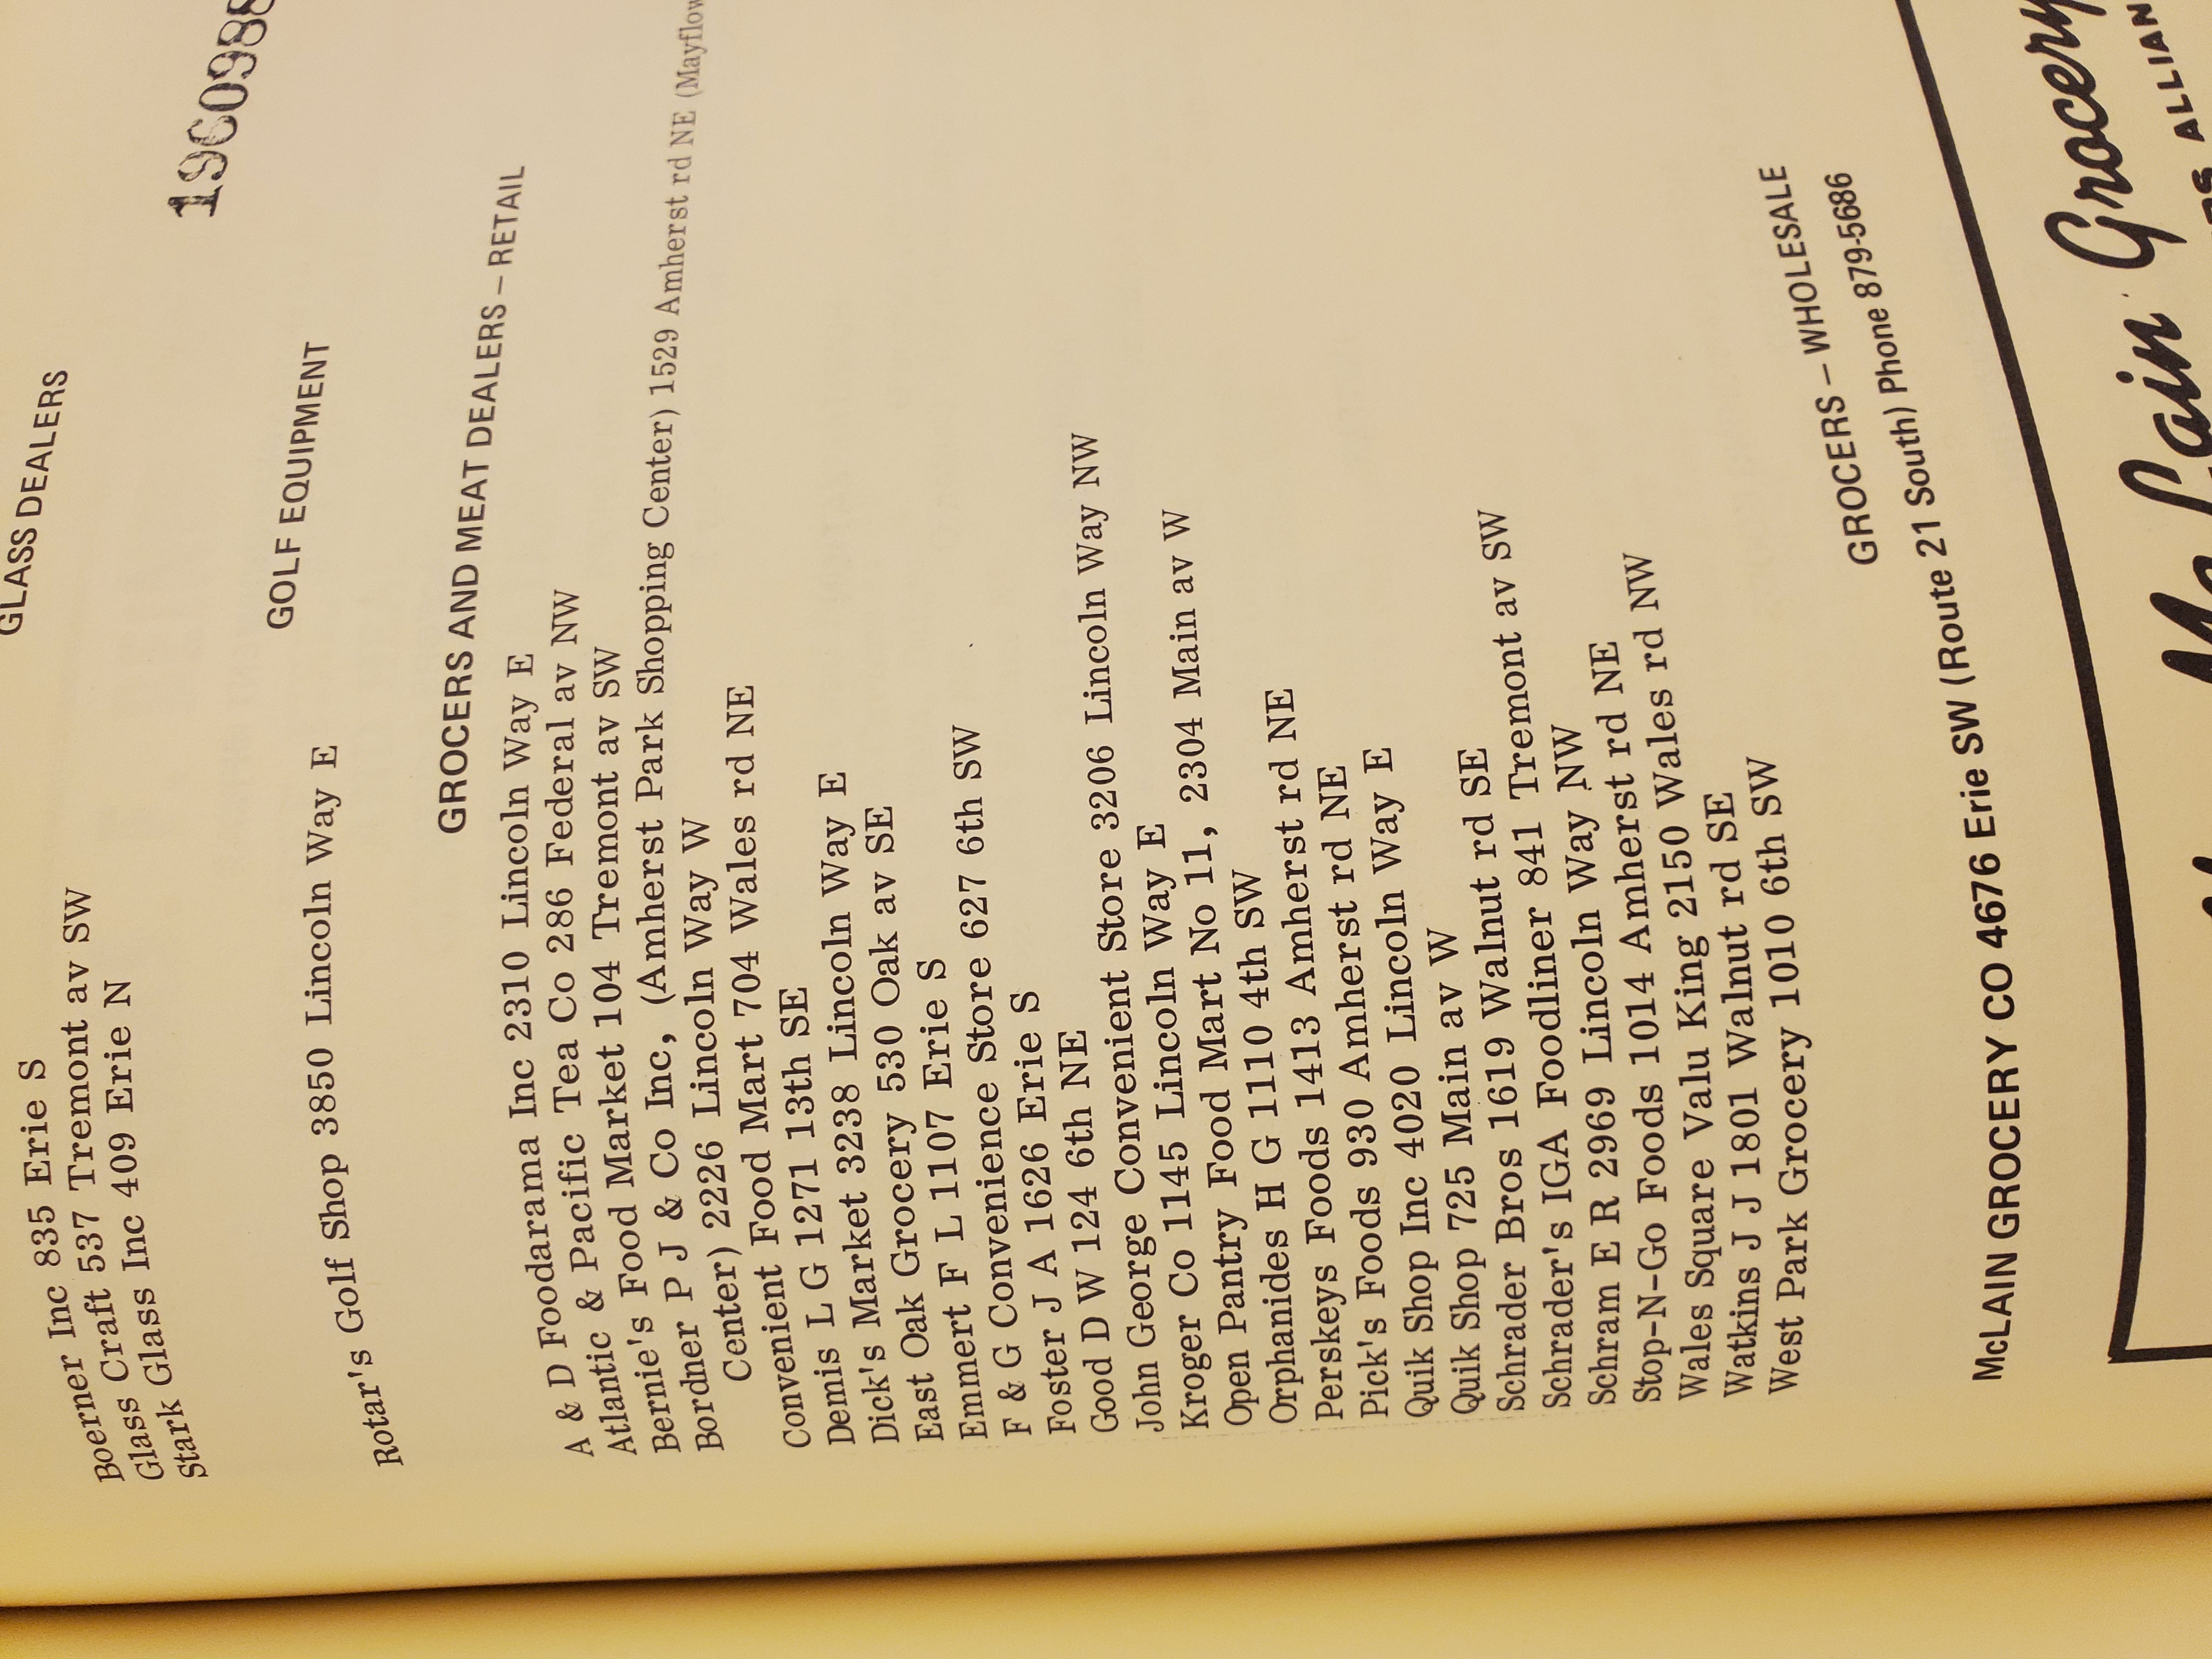 GLASS DEALERS
Boerner Inc 835 Erie S
Glass Craft 537 Tremont av SW
Stark Glass Inc 409 Erie N
GOLF EQUIPMENT
Rotar's Golf Shop 3850 Lincoln Way E
GROCERS AND MEAT DEALERS – RETAIL
A & D Foodarama Inc 2310 Lincoln Way E
Atlantic & Pacific Tea Co 286 Federal av NW
Bernie's Food Market 104 Tremont av SW
Bordner P J & Co Inc, (Amherst Park Shopping Center) 1529 Amherst rd NE (Mayflow
Center) 2226 Lincoln Way W
Convenient Food Mart 704 Wales rd NE
Demis L G 1271 13th SE
Dick's Market 3238 Lincoln Way E
East Oak Grocery 530 Oak av SE
Emmert F L 1107 Erie S
F & G Convenience Store 627 6th SW
Foster J A 1626 Erie S
Good D W 124 6th NE
John George Convenient Store 3206 Lincoln Way NW
Kroger Co 1145 Lincoln Way E
Open Pantry Food Mart No 11, 2304 Main av W
Orphanides H G 1110 4th SW
Perskeys Foods 1413 Amherst rd NE
Pick's Foods 930 Amherst rd NE
Quik Shop Inc 4020 Lincoln Way E
Quik Shop 725 Main av W
Schrader Bros 1619 Walnut rd SE
Schrader's IGA Foodliner 841 Tremont av SW
Schram E R 2969 Lincoln Way NW
Stop-N-Go Foods 1014 Amherst rd NE
Wales Square Valu King 2150 Wales rd NW
Watkins J J 1801 Walnut rd SE
West Park Grocery 1010 6th SW
GROCERS – WHOLESALE
McLAIN GROCERY CO 4676 Erie SW (Route 21 South) Phone 879-5686
McLain Grocery